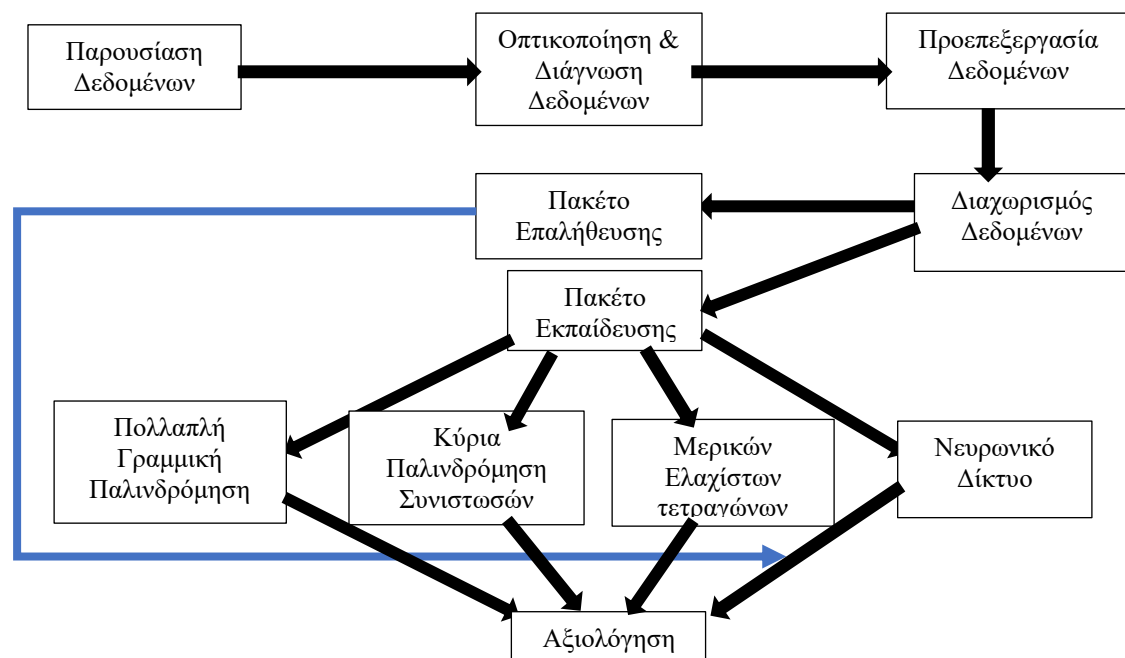 Παρουσίαση
Δεδομένων
Οπτικοποίηση &
Διάγνωση
Δεδομένων
Προεπεξεργασία
Δεδομένων
Πακέτο
Επαλήθευσης
Διαχωρισμός
Δεδομένων
Πακέτο
Εκπαίδευσης
Πολλαπλή
Γραμμική
Παλινδρόμηση
Κύρια
Παλινδρόμηση
Συνιστωσών
Μερικών
Ελαχίστων
τετραγώνων
Νευρωνικό
Δίκτυο
Αξιολόγηση